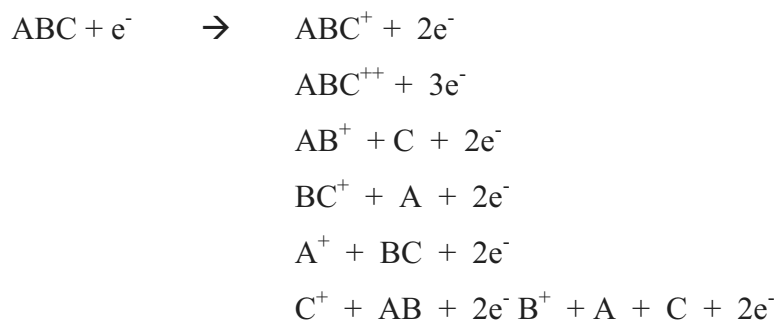 ABC + e⁻ → ABC⁺ + 2e⁻
ABC⁺⁺ + 3e⁻
AB⁺ + C + 2e⁻
BC⁺ + A + 2e⁻
A⁺ + BC + 2e⁻
C⁺ + AB + 2e⁻ B⁺ + A + C + 2e⁻